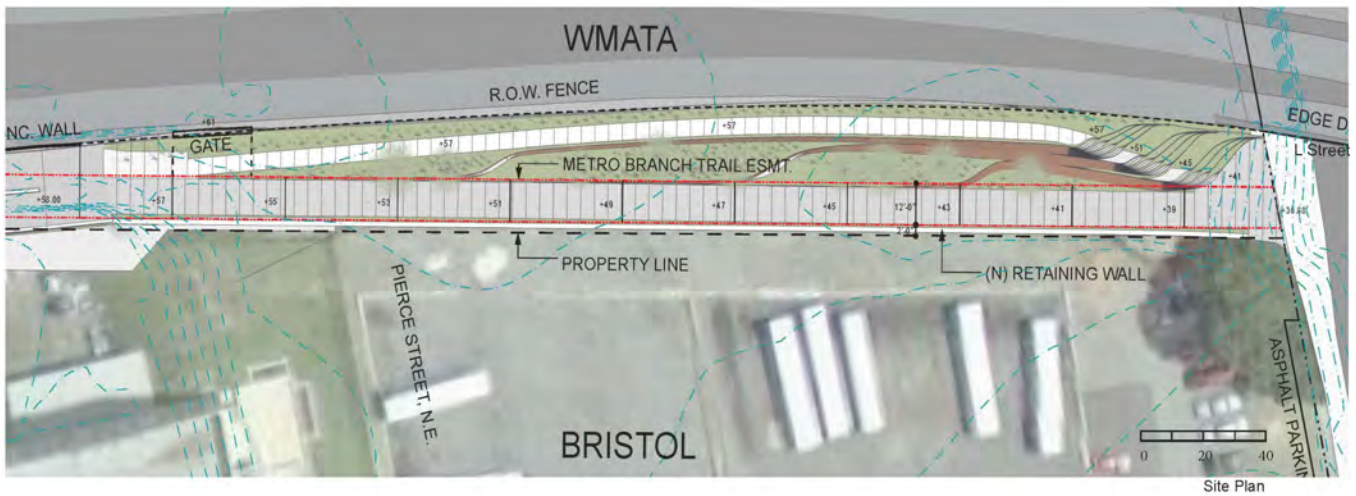 WMATA
R.O.W. FENCE
NC. WALL
+61
GATE
+57
+57
+57
EDGE D
L Street
+51
+45
METRO BRANCH TRAIL ESMT.
+41
+58.00
+57
+55
+53
+51
+49
+47
+45
12'-0"
+43
+41
+39
PROPERTY LINE
(N) RETAINING WALL
PIERCE STREET, N.E.
ASPHALT PARKIN
BRISTOL
0 20 40
Site Plan